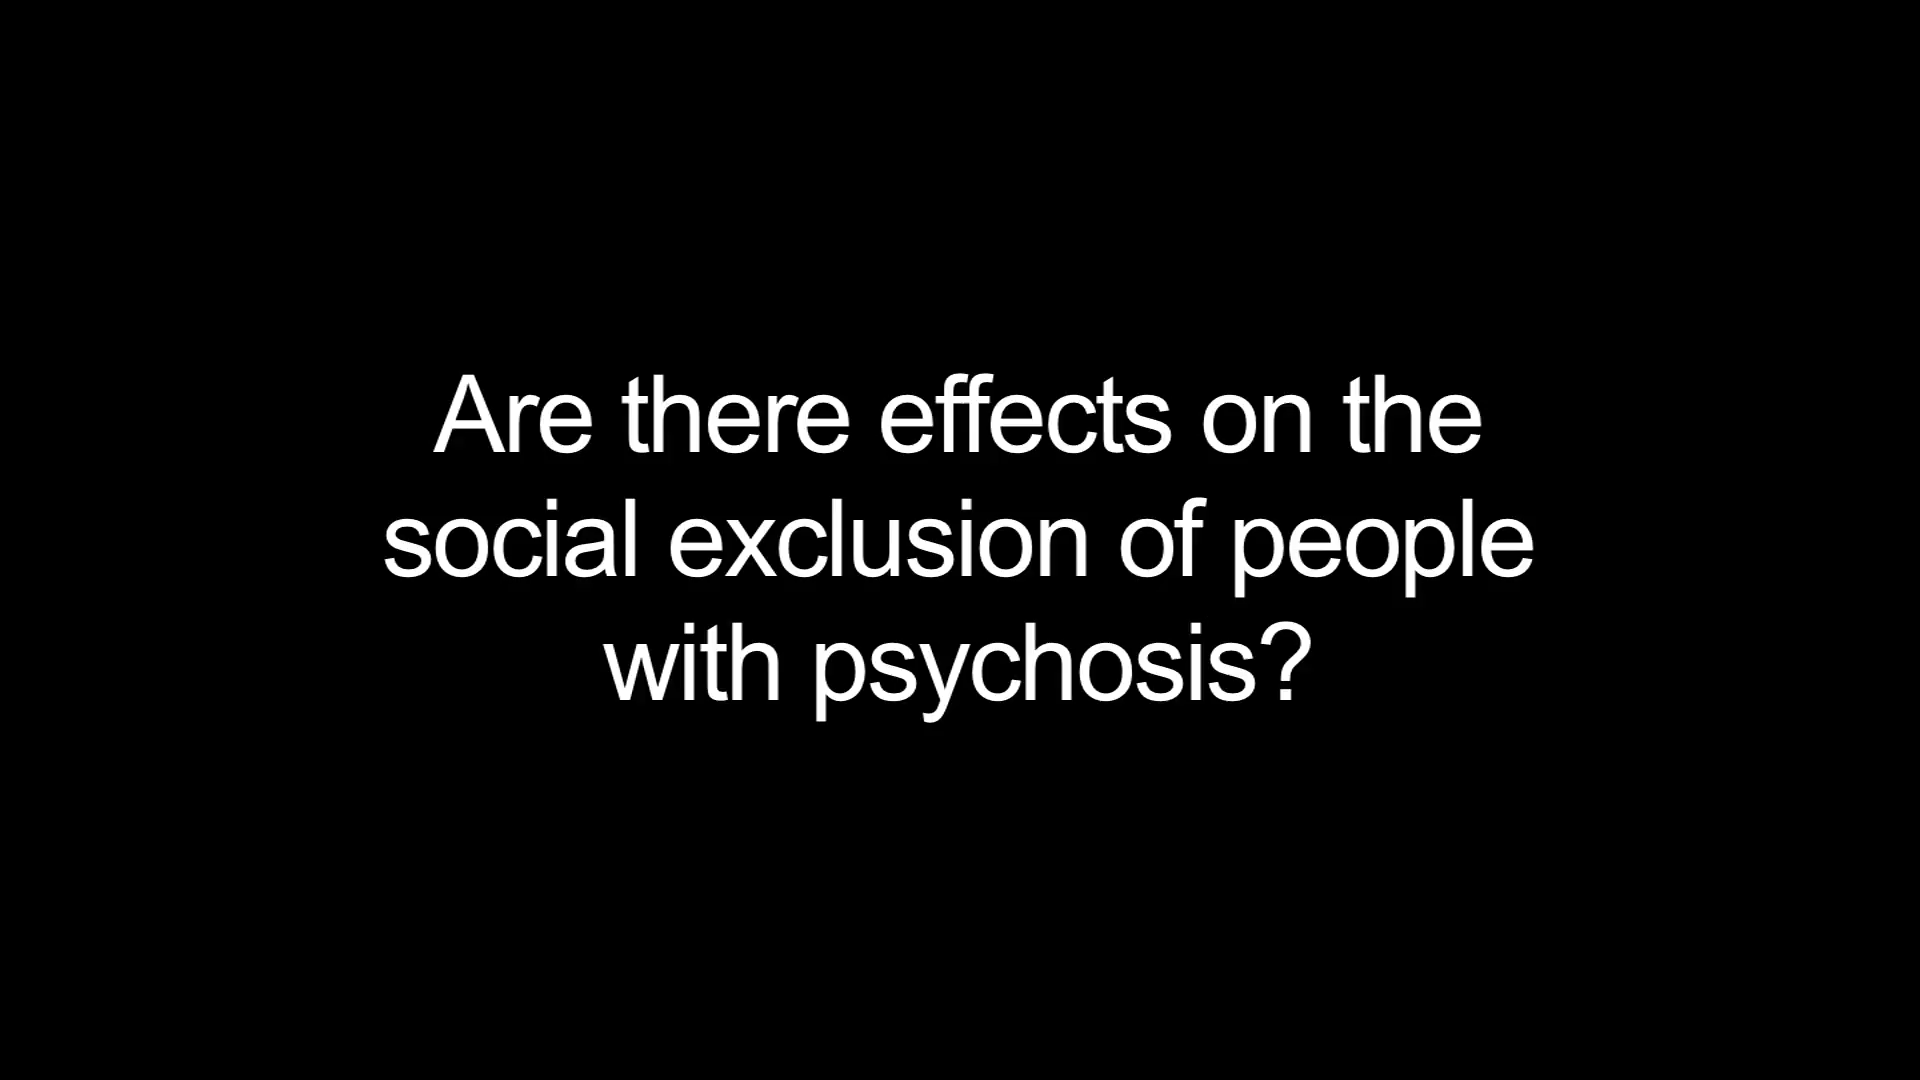 Are there effects on the
social exclusion of people
with psychosis?